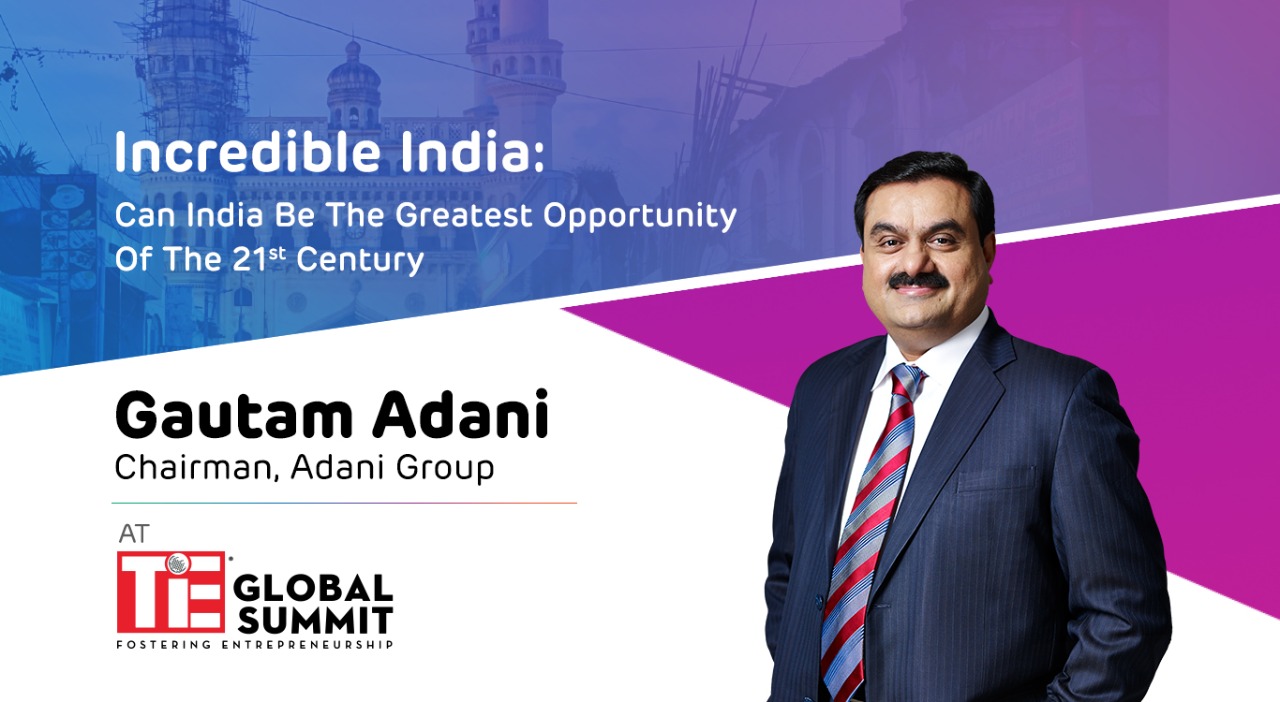 Incredible India:
Can India Be The Greatest Opportunity
Of The 21st Century
Gautam Adani
Chairman, Adani Group
AT
TiE GLOBAL
SUMMIT
FOSTERING ENTREPRENEURSHIP